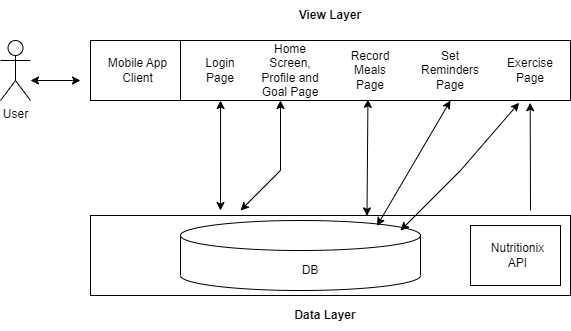 View Layer
User
Mobile App
Client
Login
Page
Home
Screen,
Profile and
Goal Page
Record
Meals
Page
Set
Reminders
Page
Exercise
Page
DB
Nutritionix
API
Data Layer